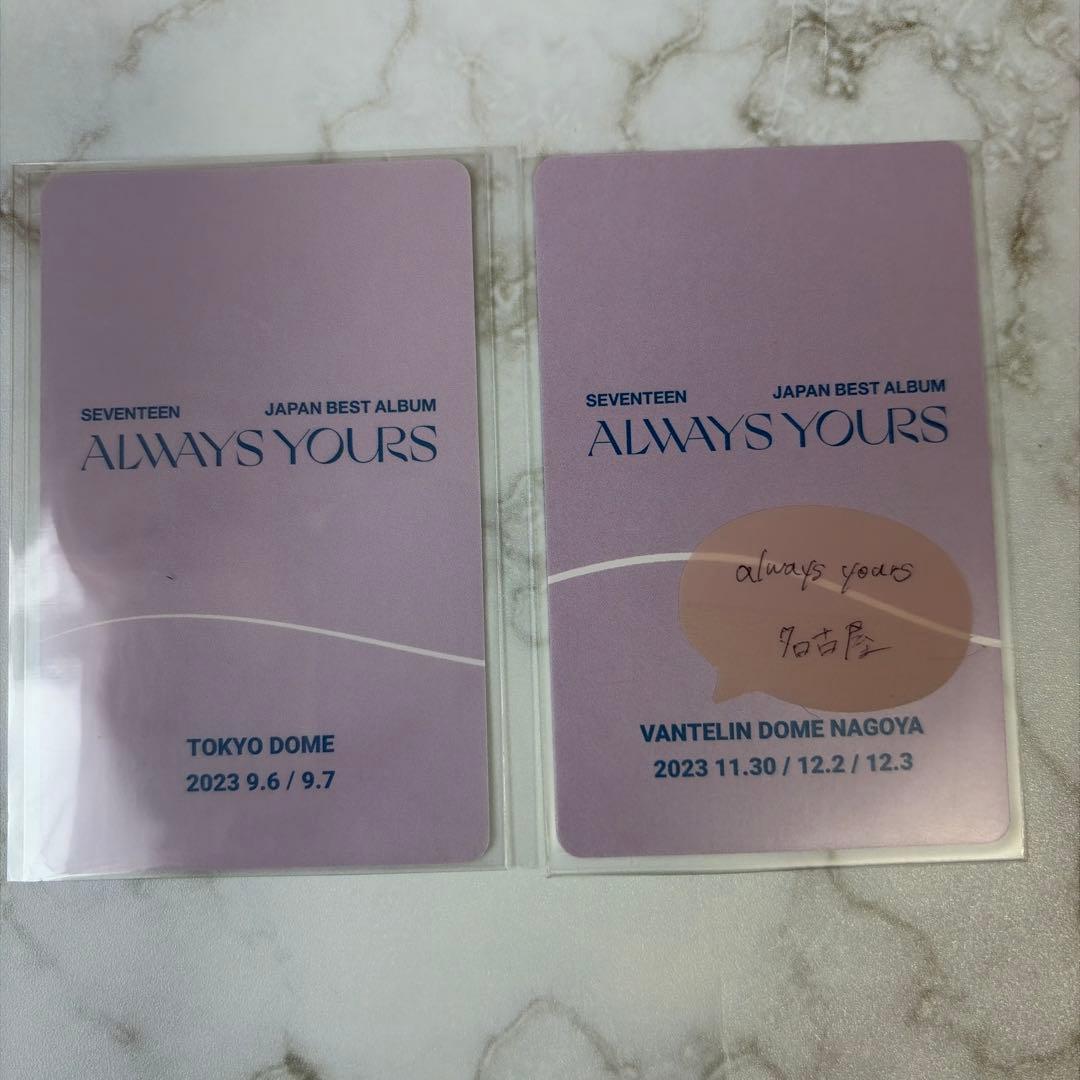 SEVENTEEN JAPAN BEST ALBUM
ALWAYS YOURS
TOKYO DOME
2023 9.6 / 9.7
SEVENTEEN JAPAN BEST ALBUM
ALWAYS YOURS
always yours
名古屋
VANTELIN DOME NAGOYA
2023 11.30 / 12.2 / 12.3